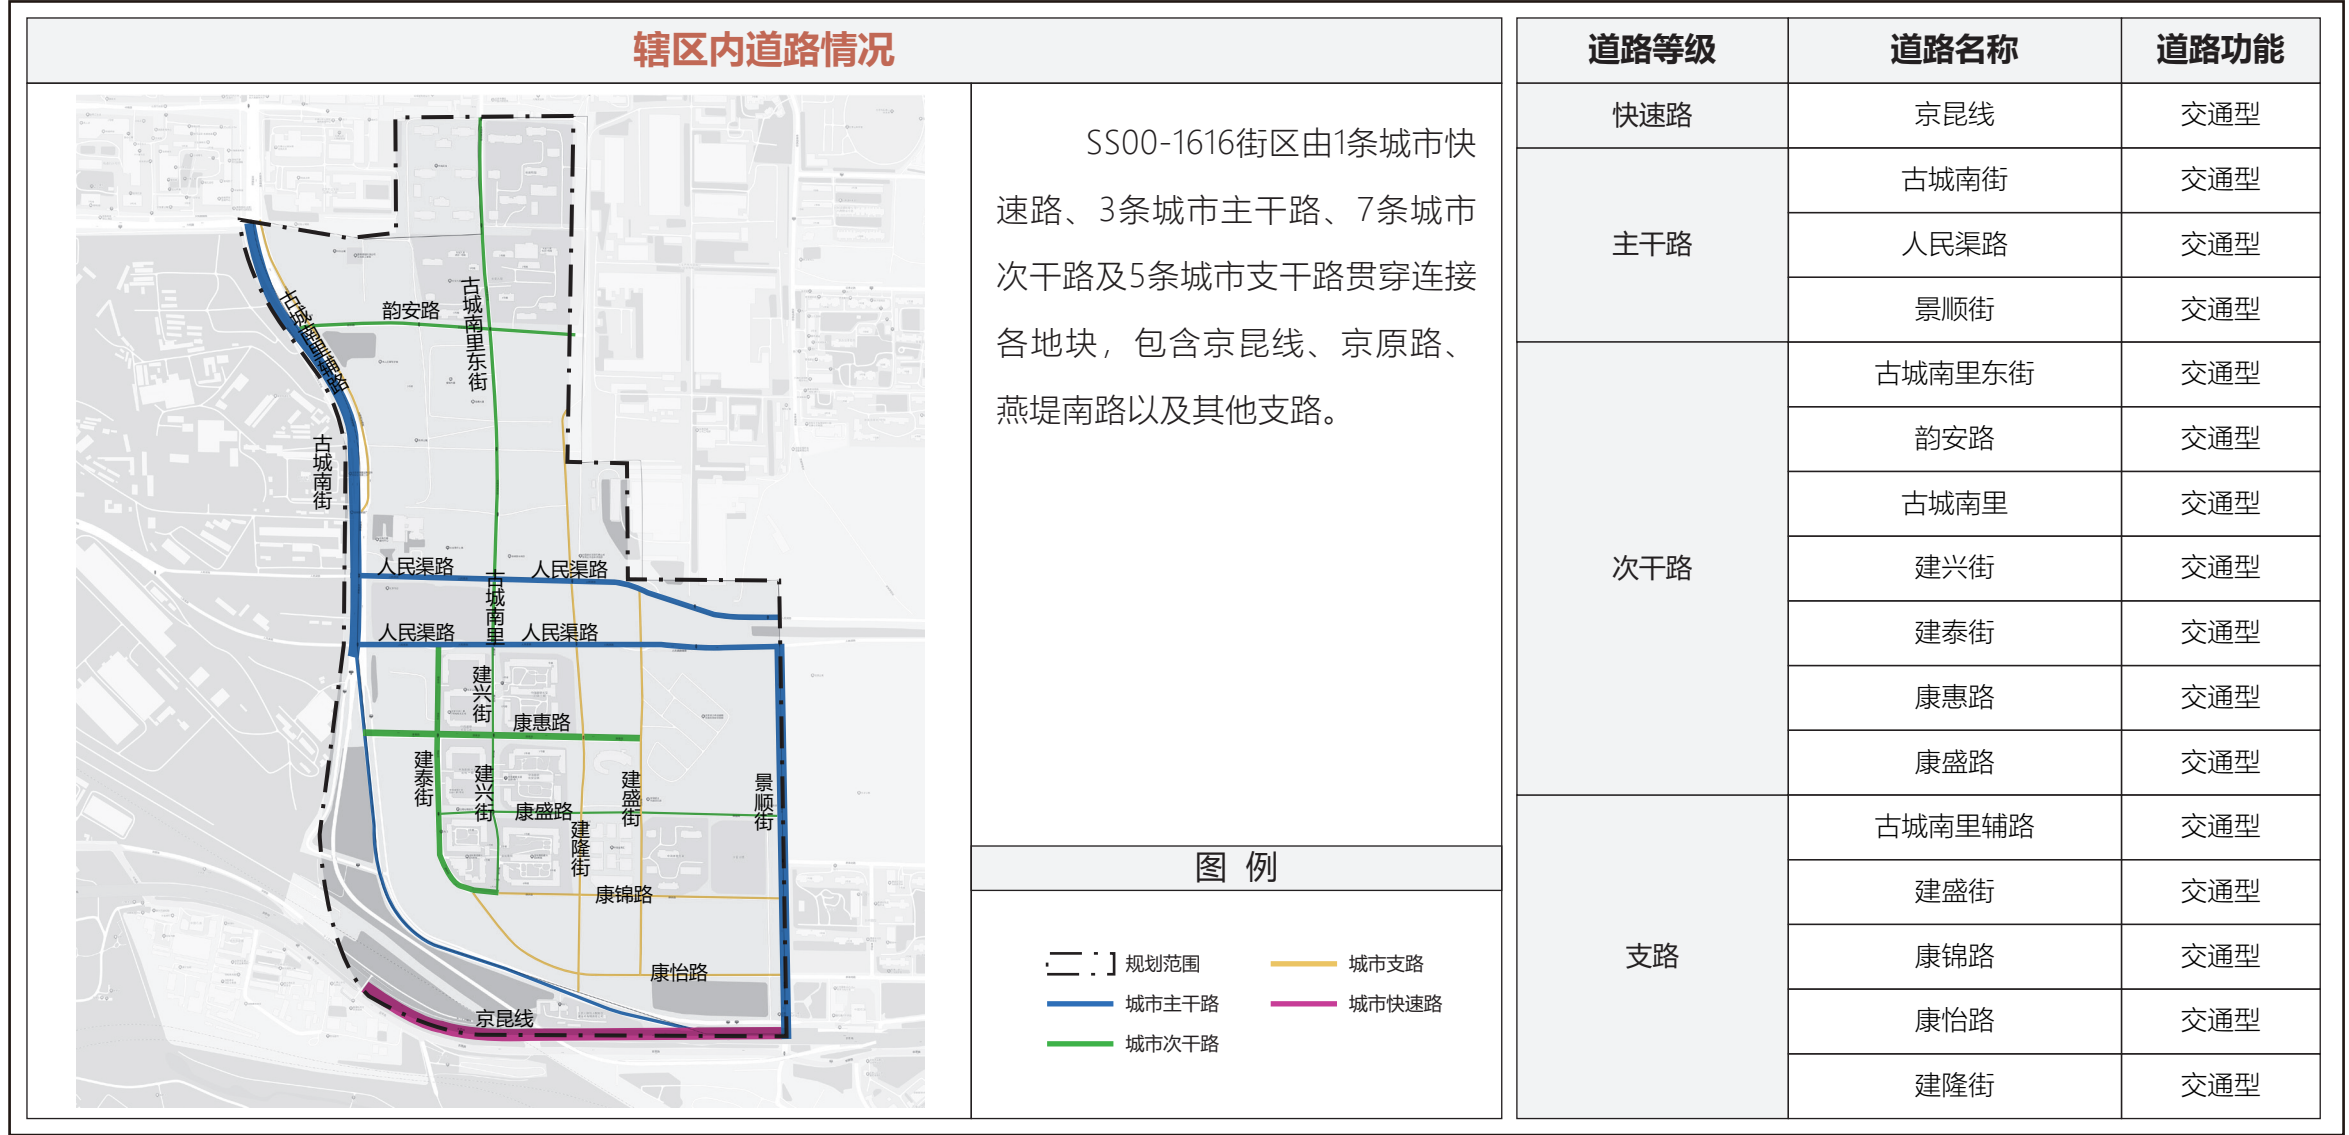 辖区内道路情况
韵安路
古城南里东街
古城南里辅路
古城南街
人民渠路
人民渠路
古城南里
人民渠路
人民渠路
建兴街
康惠路
建泰街
建兴街
建盛街
景顺街
康盛路
建隆街
康锦路
康怡路
京昆线
SS00-1616街区由1条城市快
速路、3条城市主干路、7条城市
次干路及5条城市支干路贯穿连接
各地块，包含京昆线、京原路、
燕堤南路以及其他支路。
图 例
规划范围
城市支路
城市主干路
城市快速路
城市次干路
道路等级 道路名称 道路功能
快速路 京昆线 交通型
主干路 古城南街 交通型
人民渠路 交通型
景顺街 交通型
次干路 古城南里东街 交通型
韵安路 交通型
古城南里 交通型
建兴街 交通型
建泰街 交通型
康惠路 交通型
康盛路 交通型
支路 古城南里辅路 交通型
建盛街 交通型
康锦路 交通型
康怡路 交通型
建隆街 交通型